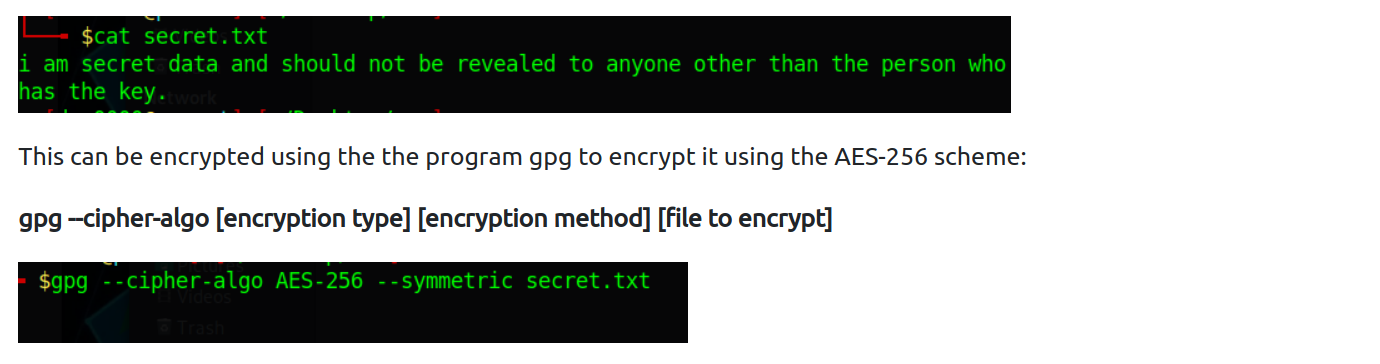 $cat secret.txt
i am secret data and should not be revealed to anyone other than the person who
has the key.
Network
This can be encrypted using the the program gpg to encrypt it using the AES-256 scheme:
gpg --cipher-algo [encryption type] [encryption method] [file to encrypt]
$gpg --cipher-algo AES-256 --symmetric secret.txt
Videos
Trash